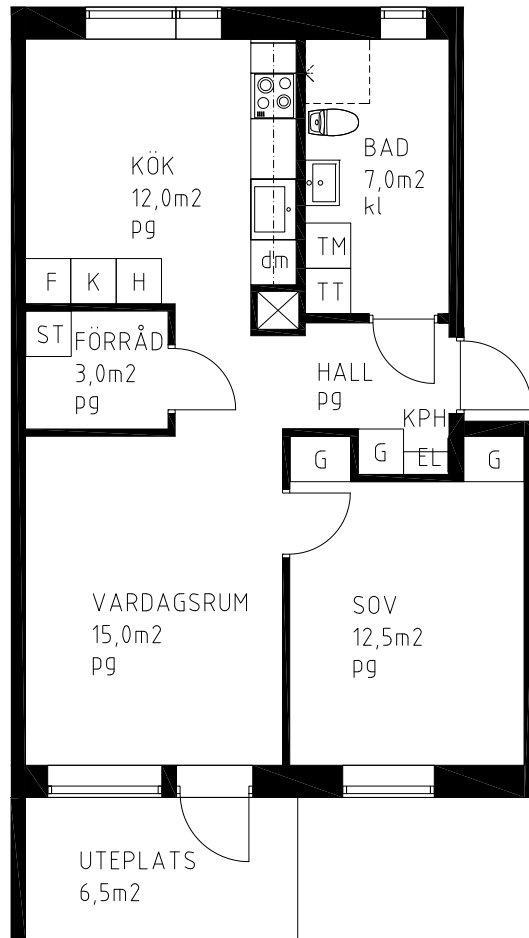 KÖK
12,0m2
pg
BAD
7,0m2
kl
dm
TM
TT
F K H
ST
FÖRRÅD
3,0m2
pg
HALL
pg
KPH
G G EL G
VARDAGSRUM
15,0m2
pg
SOV
12,5m2
pg
UTEPLATS
6,5m2